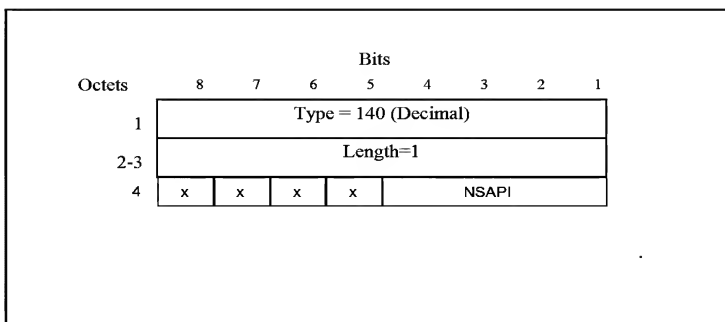 Bits
Octets 8 7 6 5 4 3 2 1
1 Type = 140 (Decimal)
2-3 Length=1
4 x x x x NSAPI